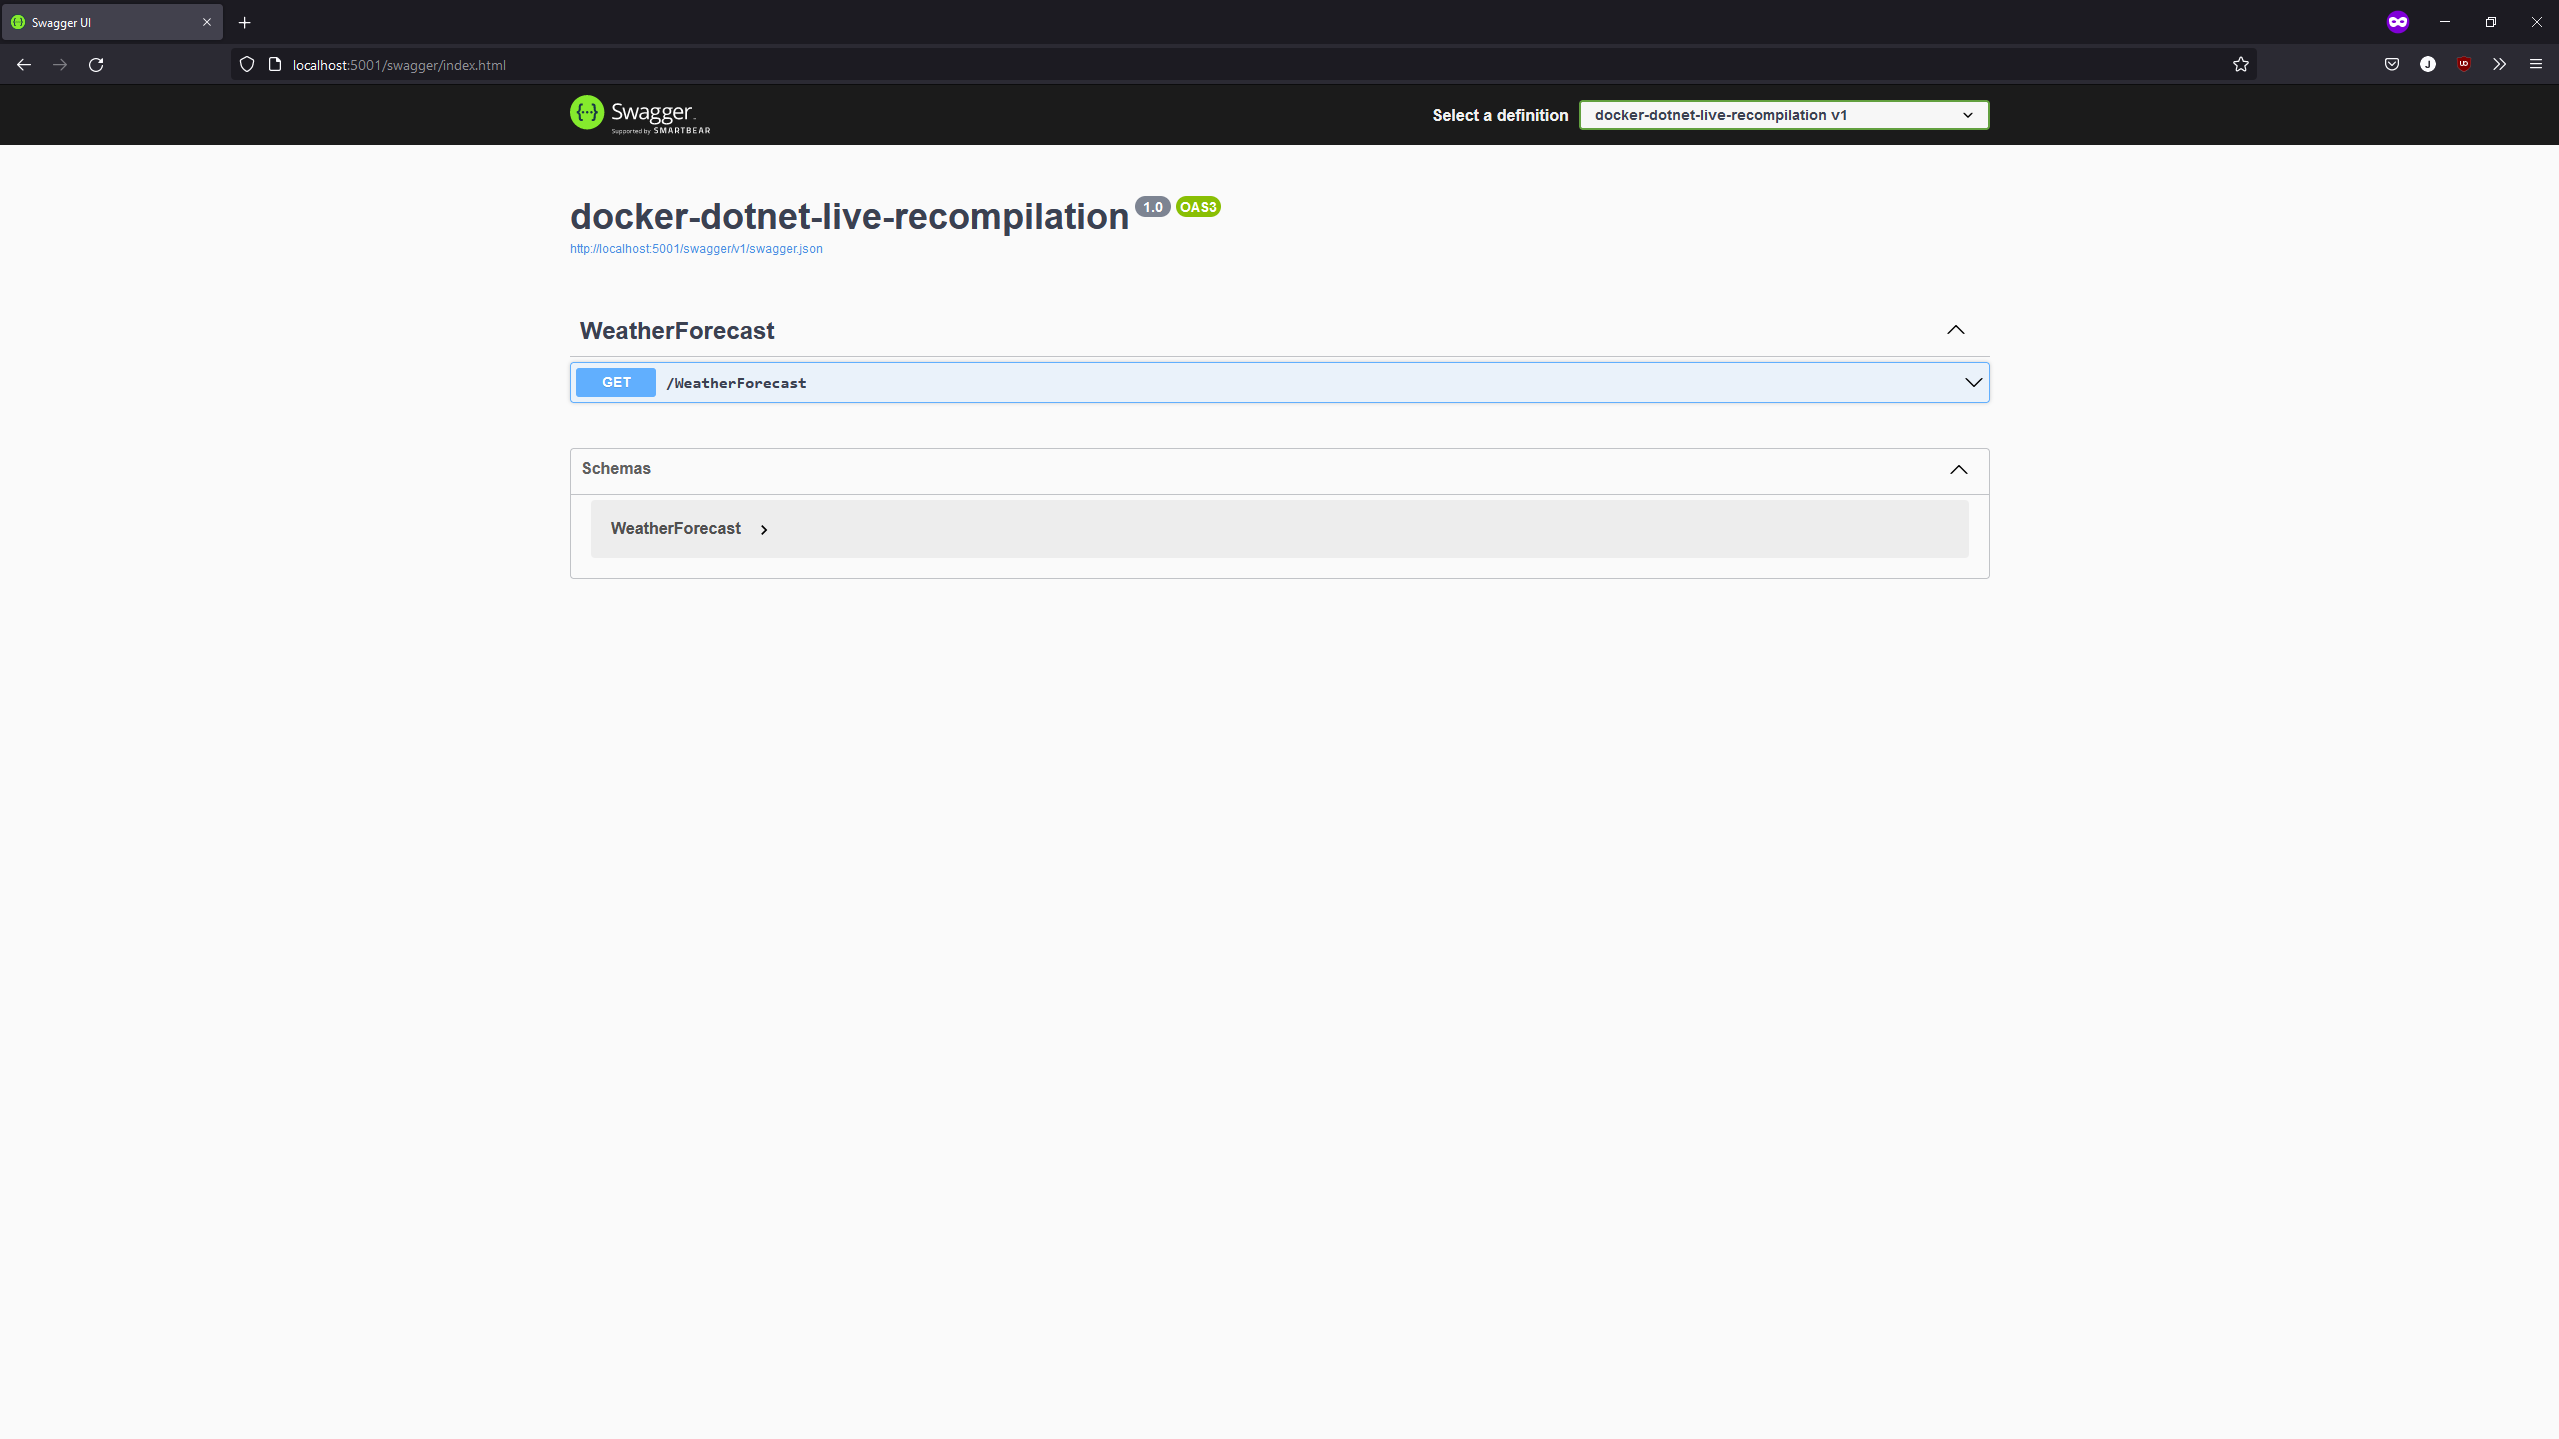 Swagger UI
localhost:5001/swagger/index.html
Swagger
Supported by SMARTBEAR
Select a definition
docker-dotnet-live-recompilation v1
docker-dotnet-live-recompilation 1.0 OAS3
http://localhost:5001/swagger/v1/swagger.json
WeatherForecast
GET /WeatherForecast
Schemas
WeatherForecast